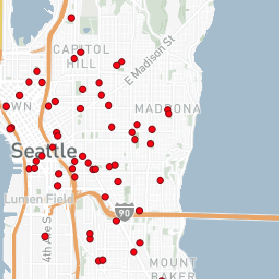 CAPITOL
HILL
E Madison St
OWN
MADRONA
Seattle
Lumen Field
4th Ave S
90
MOUNT
BAKER